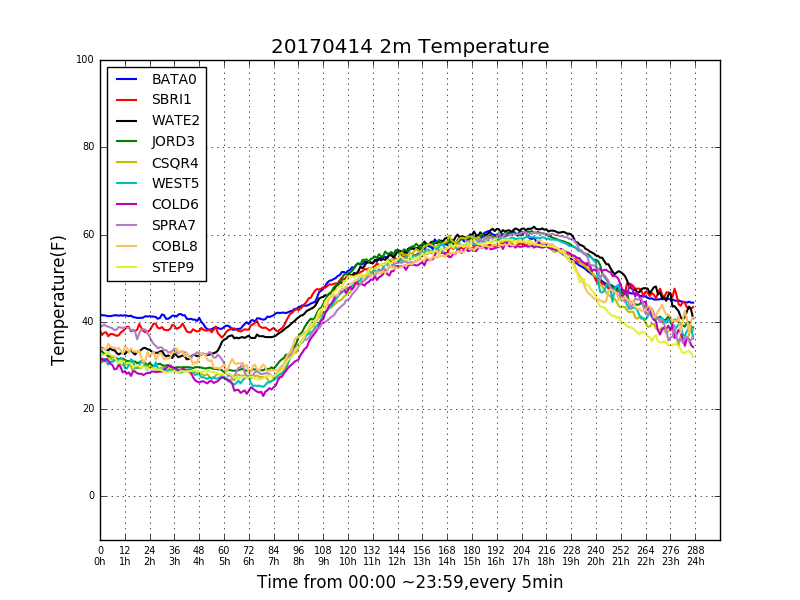 20170414 2m Temperature
Temperature(F)
100
80
60
40
20
0
BATA0
SBRI1
WATE2
JORD3
CSQR4
WEST5
COLD6
SPRA7
COBL8
STEP9
0 12 24 36 48 60 72 84 96 108 120 132 144 156 168 180 192 204 216 228 240 252 264 276 288
0h 1h 2h 3h 4h 5h 6h 7h 8h 9h 10h 11h 12h 13h 14h 15h 16h 17h 18h 19h 20h 21h 22h 23h 24h
Time from 00:00 ~23:59,every 5min